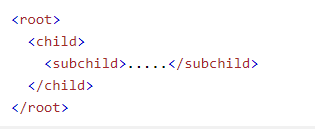 <root>
  <child>
    <subchild>.....</subchild>
  </child>
</root>